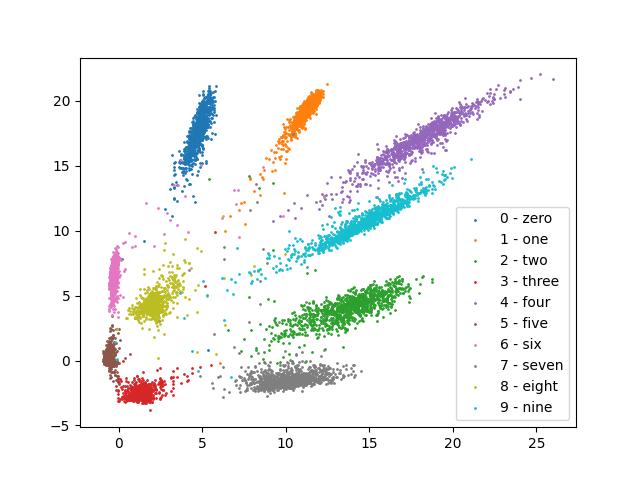 20
15
10
5
0
−5
0 5 10 15 20 25
0 - zero
1 - one
2 - two
3 - three
4 - four
5 - five
6 - six
7 - seven
8 - eight
9 - nine